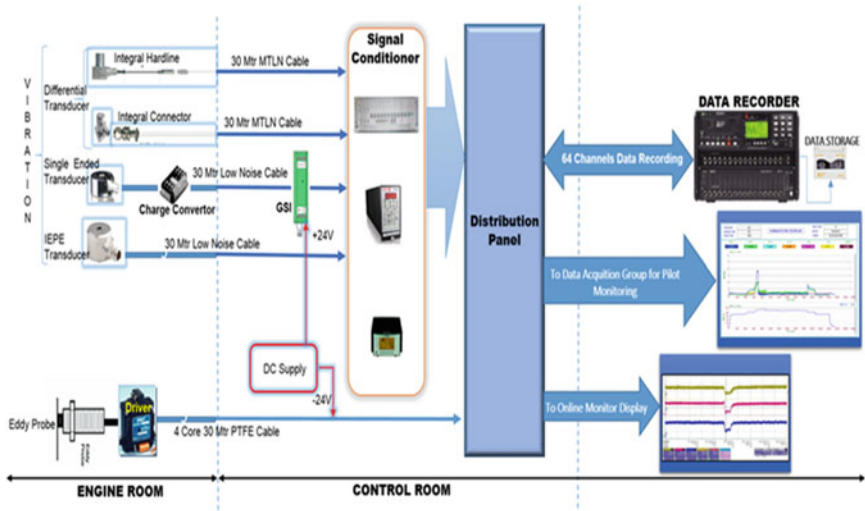 VIBRATION
Differential
Transducer
Integral Hardline
30 Mtr MTLN Cable
Integral Connector
30 Mtr MTLN Cable
Single Ended
Transducer
Charge Convertor
30 Mtr Low Noise Cable
GSI
IEPE
Transducer
30 Mtr Low Noise Cable
+24V
DC Supply
-24V
Eddy Probe
Driver
4 Core 30 Mtr PTFE Cable
Signal
Conditioner
Distribution
Panel
64 Channels Data Recording
DATA RECORDER
DATA STORAGE
To Data Acquition Group for Pilot
Monitoring
To Online Monitor Display
ENGINE ROOM
CONTROL ROOM